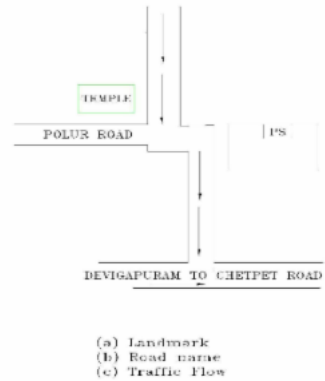 TEMPLE
POLUR ROAD
PS
DEVIGAPURAM TO CHETPET ROAD
(a) Landmark
(b) Road name
(c) Traffic Flow